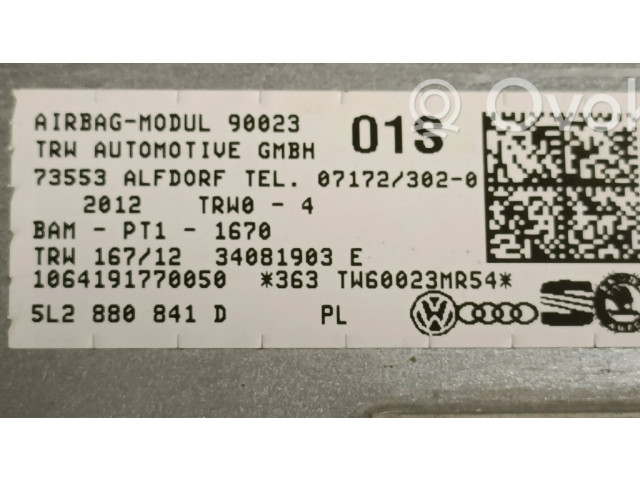 AIRBAG-MODUL 90023 01S
TRW AUTOMOTIVE GMBH
73553 ALFDORF TEL. 07172/302-0
2012 TRW0 - 4
BAM - PT1 - 1670
TRW 167/12 34081903 E
1064191770050 *363 TW60023MR54*
5L2 880 841 D PL
Ovoko